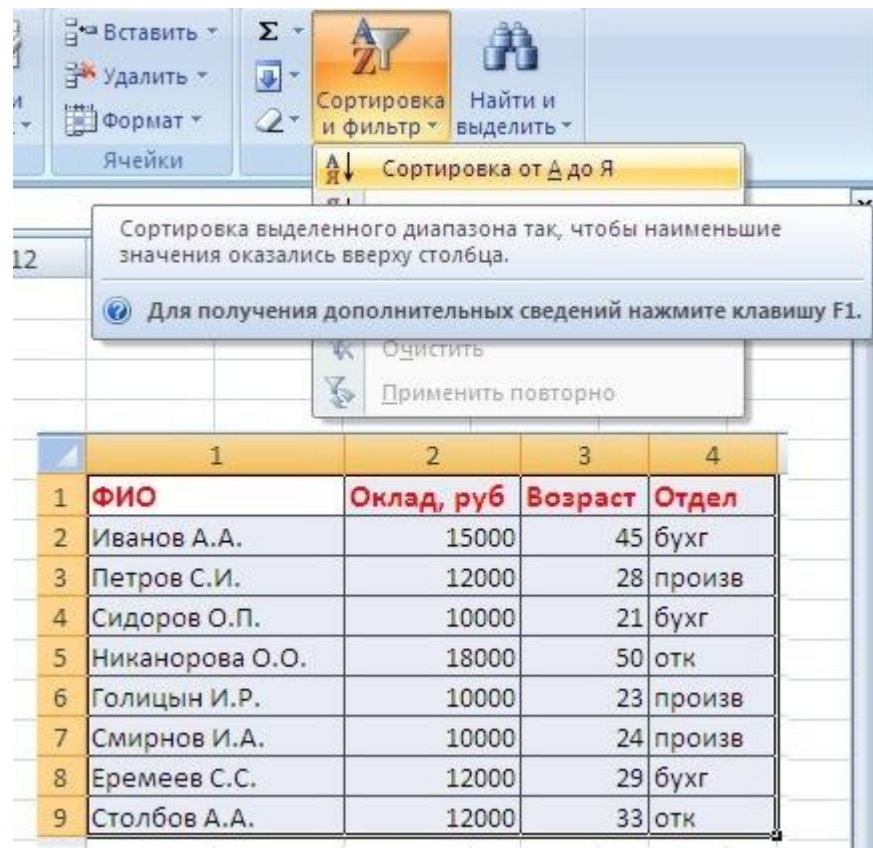 Вставить
Удалить
Формат
Ячейки
Σ
Сортировка и фильтр
Найти и выделить
Сортировка от А до Я
Сортировка выделенного диапазона так, чтобы наименьшие
значения оказались вверху столбца.
Для получения дополнительных сведений нажмите клавишу F1.
12
Очистить
Применить повторно
1 2 3 4
1 ФИО Оклад, руб Возраст Отдел
2 Иванов А.А. 15000 45 бухг
3 Петров С.И. 12000 28 произв
4 Сидоров О.П. 10000 21 бухг
5 Никанорова О.О. 18000 50 отк
6 Голицын И.Р. 10000 23 произв
7 Смирнов И.А. 10000 24 произв
8 Еремеев С.С. 12000 29 бухг
9 Столбов А.А. 12000 33 отк